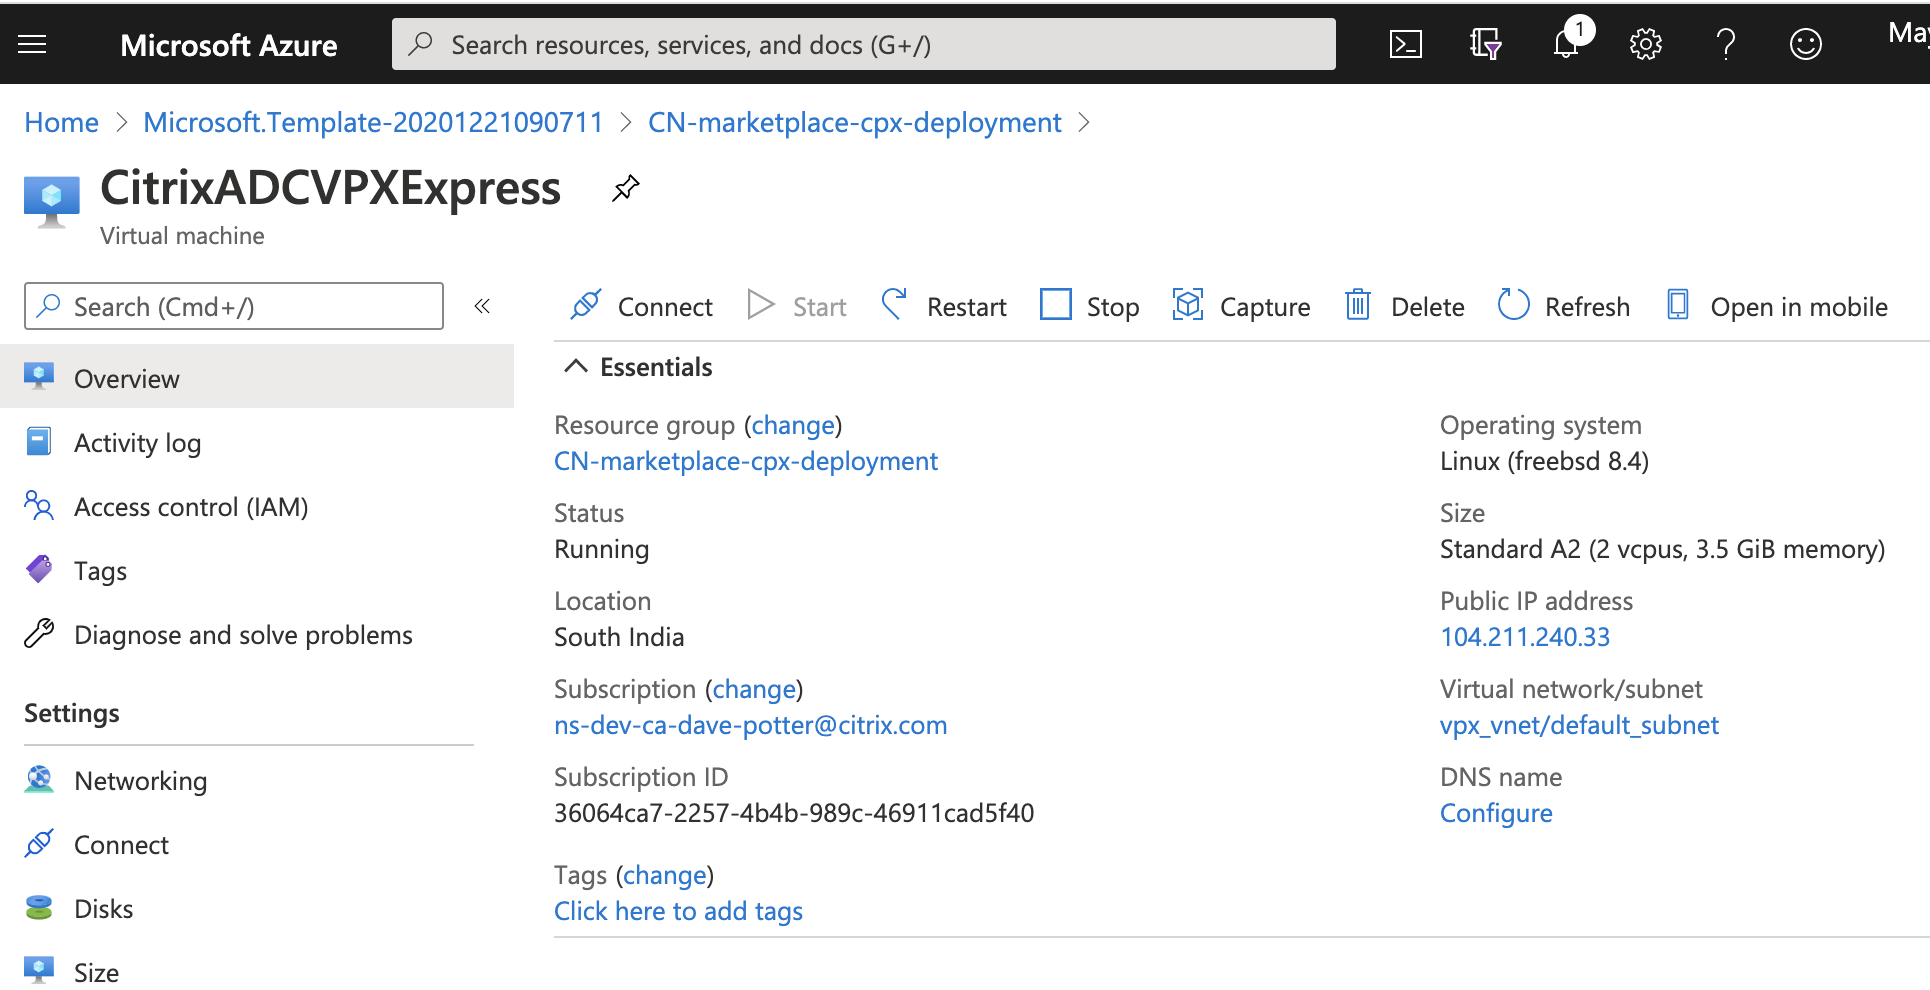 Microsoft Azure
Search resources, services, and docs (G+/)
1
Home > Microsoft.Template-20201221090711 > CN-marketplace-cpx-deployment >
CitrixADCVPXExpress
Virtual machine
Search (Cmd+/)
«
Connect
Start
Restart
Stop
Capture
Delete
Refresh
Open in mobile
Overview
Activity log
Access control (IAM)
Tags
Diagnose and solve problems
Settings
Networking
Connect
Disks
Size
Essentials
Resource group (change)
CN-marketplace-cpx-deployment
Status
Running
Location
South India
Subscription (change)
ns-dev-ca-dave-potter@citrix.com
Subscription ID
36064ca7-2257-4b4b-989c-46911cad5f40
Tags (change)
Click here to add tags
Operating system
Linux (freebsd 8.4)
Size
Standard A2 (2 vcpus, 3.5 GiB memory)
Public IP address
104.211.240.33
Virtual network/subnet
vpx_vnet/default_subnet
DNS name
Configure